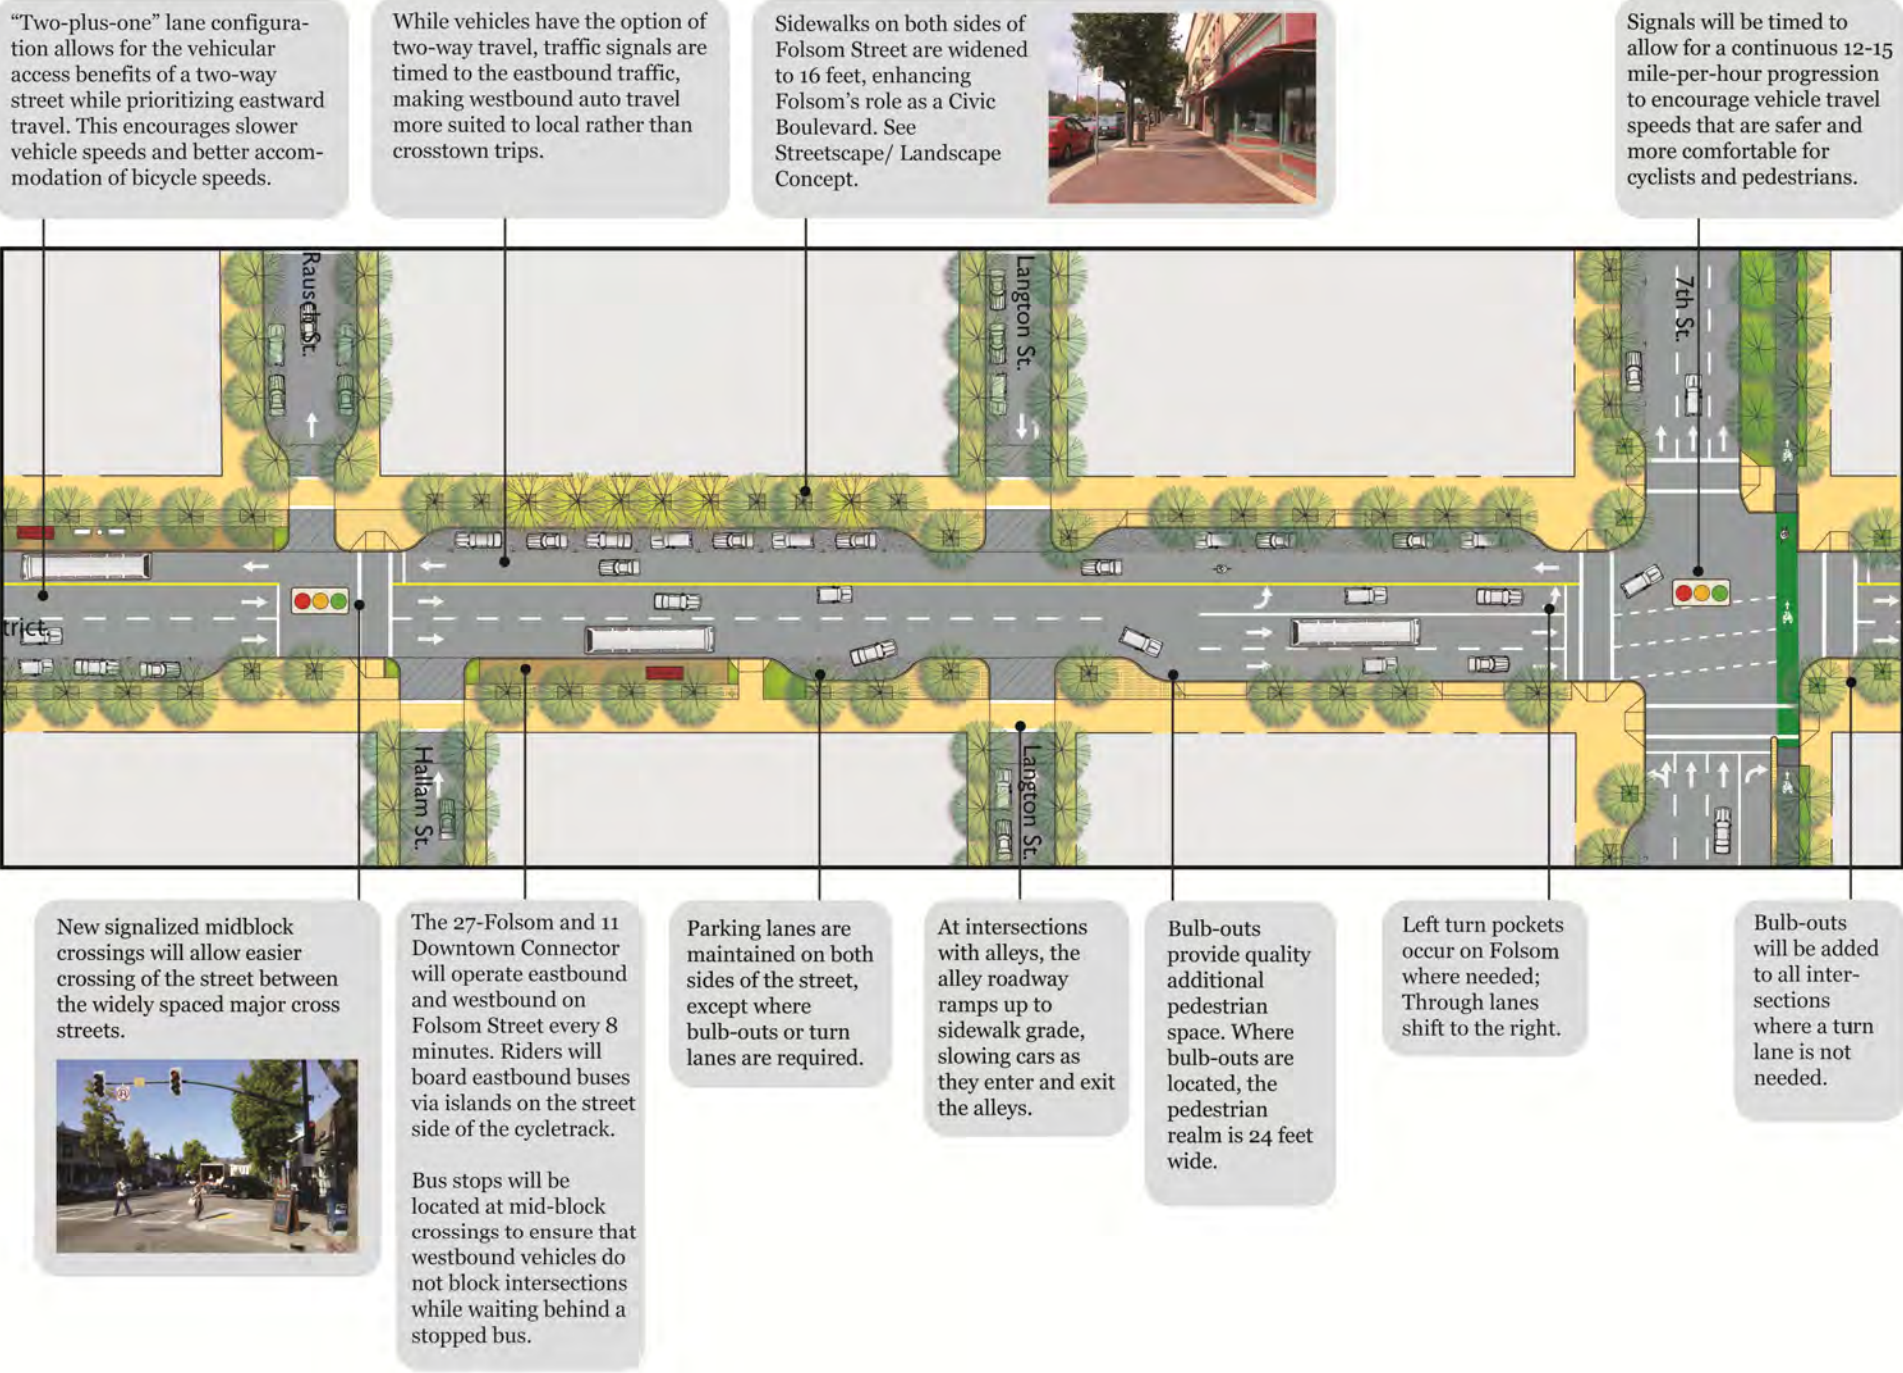 “Two-plus-one” lane configura-
tion allows for the vehicular
access benefits of a two-way
street while prioritizing eastward
travel. This encourages slower
vehicle speeds and better accom-
modation of bicycle speeds.
While vehicles have the option of
two-way travel, traffic signals are
timed to the eastbound traffic,
making westbound auto travel
more suited to local rather than
crosstown trips.
Sidewalks on both sides of
Folsom Street are widened
to 16 feet, enhancing
Folsom’s role as a Civic
Boulevard. See
Streetscape/ Landscape
Concept.
Signals will be timed to
allow for a continuous 12-15
mile-per-hour progression
to encourage vehicle travel
speeds that are safer and
more comfortable for
cyclists and pedestrians.
Rausch St.
Langton St.
7th St.
trict.
Hallam St.
Langton St.
New signalized midblock
crossings will allow easier
crossing of the street between
the widely spaced major cross
streets.
The 27-Folsom and 11
Downtown Connector
will operate eastbound
and westbound on
Folsom Street every 8
minutes. Riders will
board eastbound buses
via islands on the street
side of the cycletrack.
Bus stops will be
located at mid-block
crossings to ensure that
westbound vehicles do
not block intersections
while waiting behind a
stopped bus.
Parking lanes are
maintained on both
sides of the street,
except where
bulb-outs or turn
lanes are required.
At intersections
with alleys, the
alley roadway
ramps up to
sidewalk grade,
slowing cars as
they enter and exit
the alleys.
Bulb-outs
provide quality
additional
pedestrian
space. Where
bulb-outs are
located, the
pedestrian
realm is 24 feet
wide.
Left turn pockets
occur on Folsom
where needed;
Through lanes
shift to the right.
Bulb-outs
will be added
to all inter-
sections
where a turn
lane is not
needed.